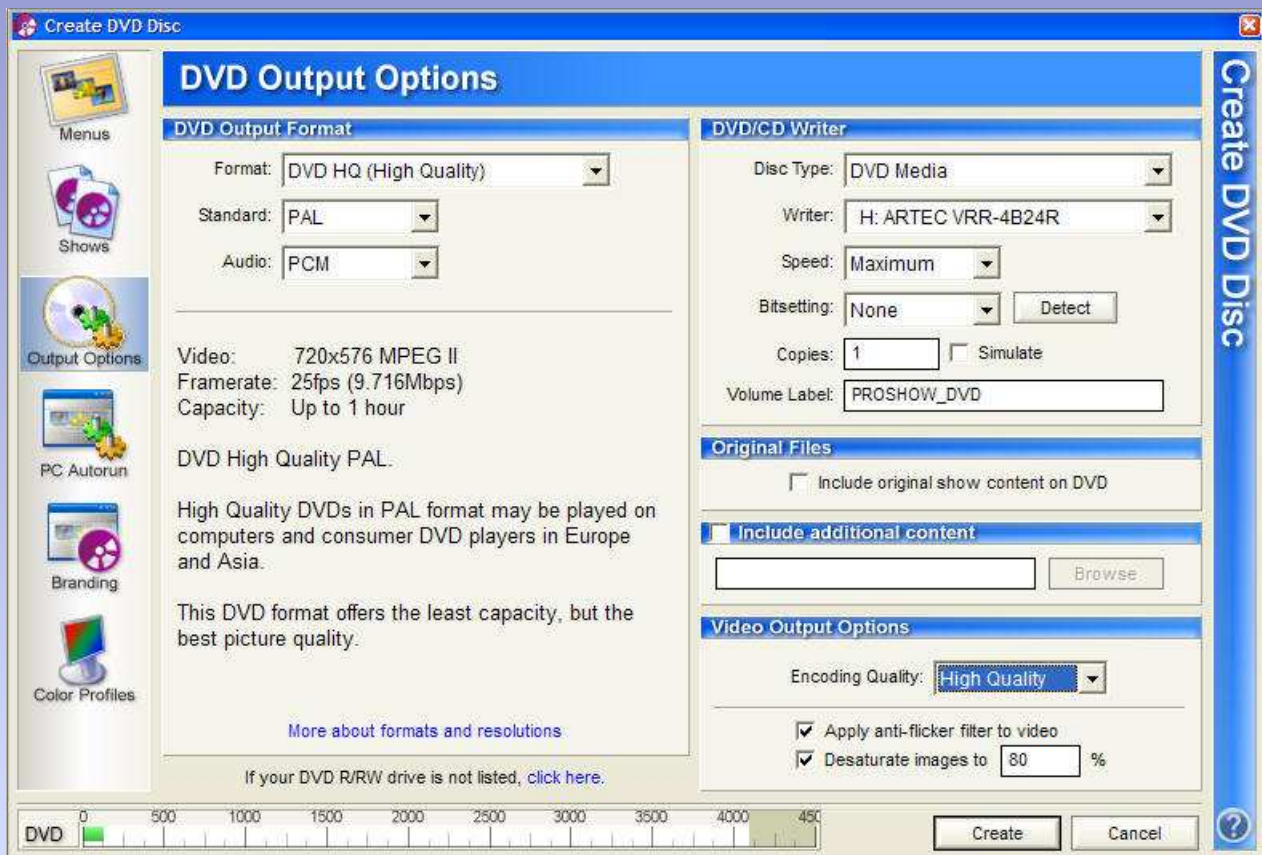 Create DVD Disc
Menus
Shows
Output Options
PC Autorun
Branding
Color Profiles
DVD Output Options
DVD Output Format
Format: DVD HQ (High Quality)
Standard: PAL
Audio: PCM
Video: 720x576 MPEG II
Framerate: 25fps (9.716Mbps)
Capacity: Up to 1 hour
DVD High Quality PAL.
High Quality DVDs in PAL format may be played on
computers and consumer DVD players in Europe
and Asia.
This DVD format offers the least capacity, but the
best picture quality.
More about formats and resolutions
If your DVD R/RW drive is not listed, click here.
DVD/CD Writer
Disc Type: DVD Media
Writer: H: ARTEC VRR-4B24R
Speed: Maximum
Bitsetting: None Detect
Copies: 1 Simulate
Volume Label: PROSHOW_DVD
Original Files
Include original show content on DVD
Include additional content
Browse
Video Output Options
Encoding Quality: High Quality
Apply anti-flicker filter to video
Desaturate images to 80 %
Create DVD Disc
DVD 0 500 1000 1500 2000 2500 3000 3500 4000 450
Create Cancel